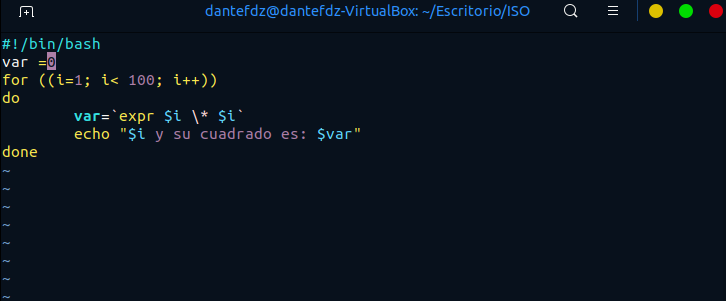 dantefdz@dantefdz-VirtualBox: ~/Escritorio/ISO
#!/bin/bash
var =0
for ((i=1; i< 100; i++))
do
        var=`expr $i \* $i`
        echo "$i y su cuadrado es: $var"
done
~
~
~
~
~
~
~
~